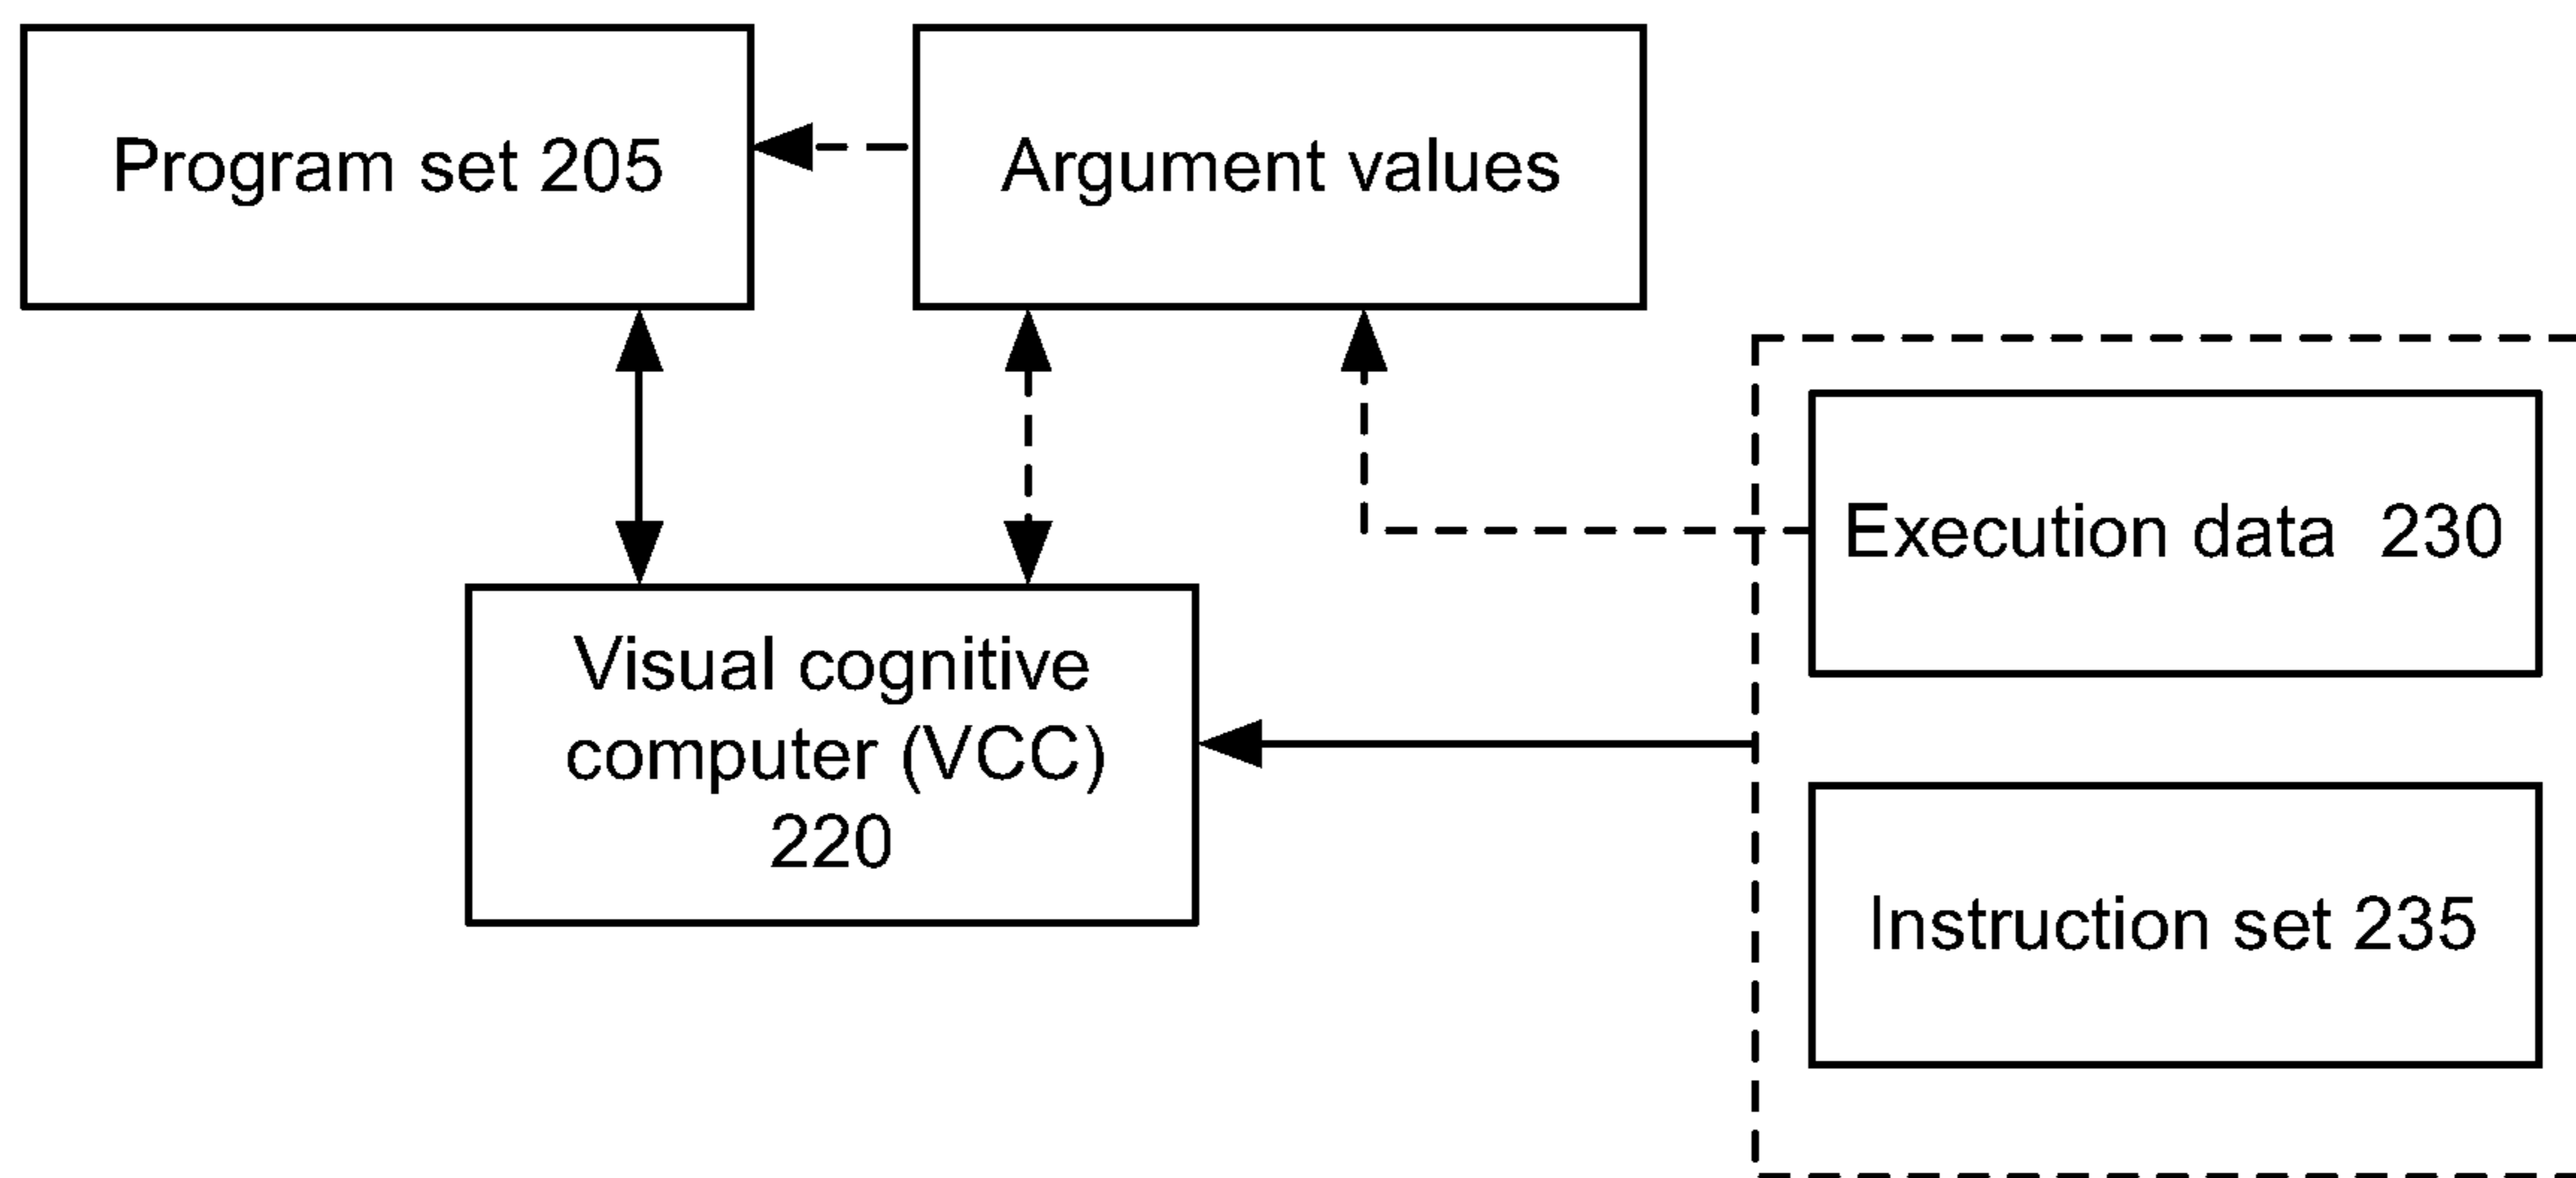 Program set 205
Argument values
Execution data 230
Visual cognitive
computer (VCC)
220
Instruction set 235